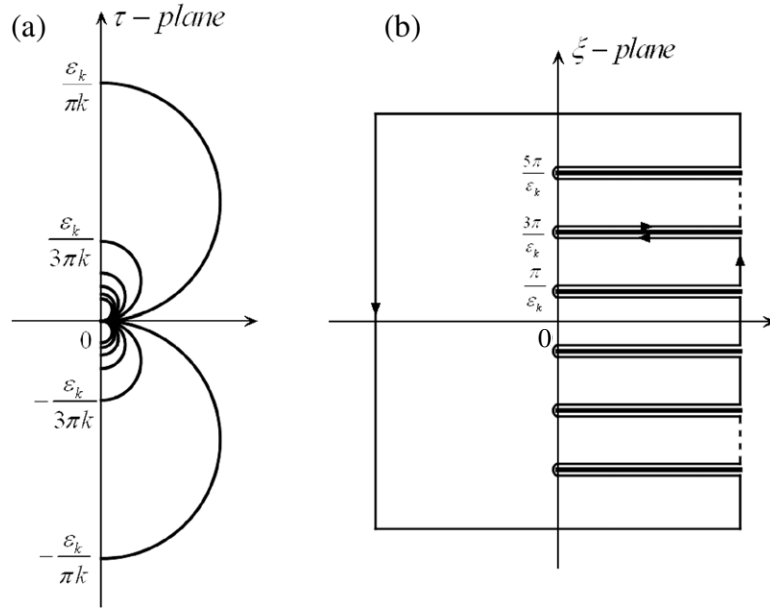 (a)
τ – plane
ε_k/πk
ε_k/3πk
0
-ε_k/3πk
-ε_k/πk
(b)
ξ – plane
5π/ε_k
3π/ε_k
π/ε_k
0